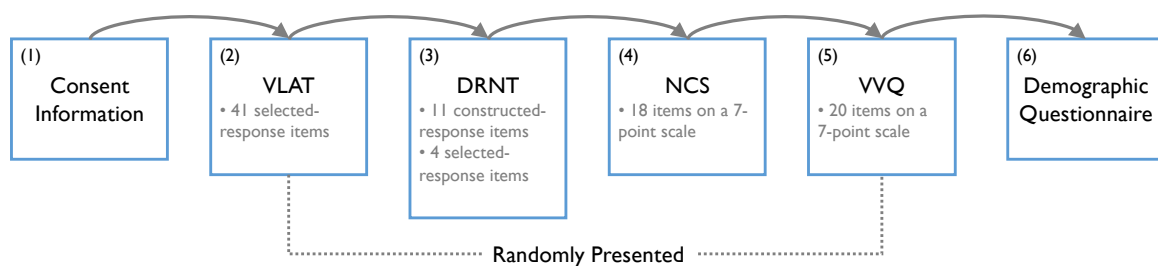 (1)
Consent
Information
(2)
VLAT
• 41 selected-
response items
(3)
DRNT
• 11 constructed-
response items
• 4 selected-
response items
(4)
NCS
• 18 items on a 7-
point scale
(5)
VVQ
• 20 items on a
7-point scale
(6)
Demographic
Questionnaire
Randomly Presented